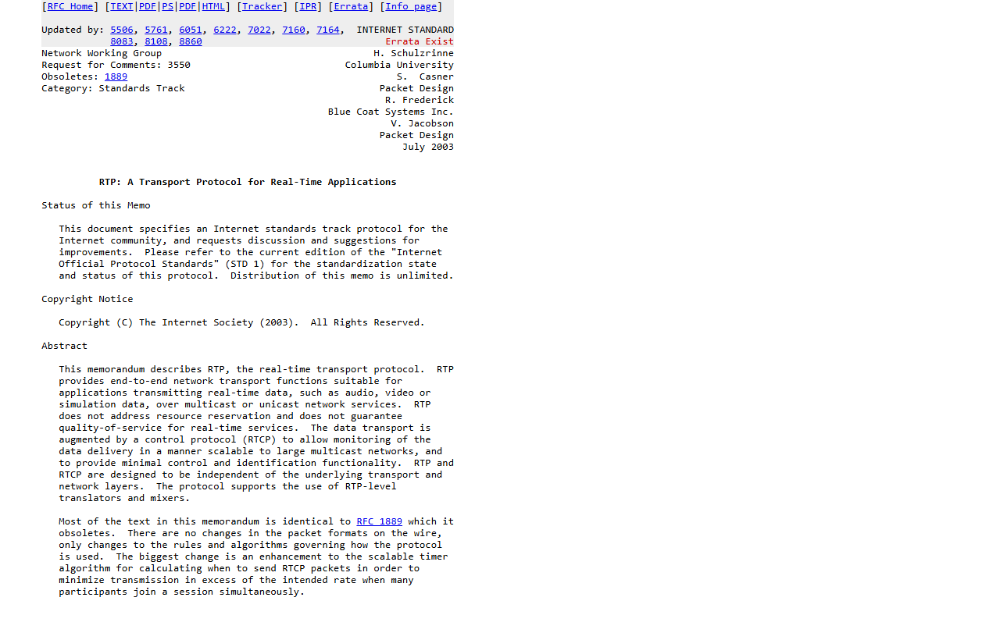 [RFC Home] [TEXT|PDF|PS|PDF|HTML] [Tracker] [IPR] [Errata] [Info page]
Updated by: 5506, 5761, 6051, 6222, 7022, 7160, 7164,  INTERNET STANDARD
8083, 8108, 8860                                Errata Exist
Network Working Group                                     H. Schulzrinne
Request for Comments: 3550                           Columbia University
Obsoletes: 1889                                               S.  Casner
Category: Standards Track                                  Packet Design
R. Frederick
Blue Coat Systems Inc.
V. Jacobson
Packet Design
July 2003
RTP: A Transport Protocol for Real-Time Applications
Status of this Memo
This document specifies an Internet standards track protocol for the
Internet community, and requests discussion and suggestions for
improvements.  Please refer to the current edition of the "Internet
Official Protocol Standards" (STD 1) for the standardization state
and status of this protocol.  Distribution of this memo is unlimited.
Copyright Notice
Copyright (C) The Internet Society (2003).  All Rights Reserved.
Abstract
This memorandum describes RTP, the real-time transport protocol.  RTP
provides end-to-end network transport functions suitable for
applications transmitting real-time data, such as audio, video or
simulation data, over multicast or unicast network services.  RTP
does not address resource reservation and does not guarantee
quality-of-service for real-time services.  The data transport is
augmented by a control protocol (RTCP) to allow monitoring of the
data delivery in a manner scalable to large multicast networks, and
to provide minimal control and identification functionality.  RTP and
RTCP are designed to be independent of the underlying transport and
network layers.  The protocol supports the use of RTP-level
translators and mixers.
Most of the text in this memorandum is identical to RFC 1889 which it
obsoletes.  There are no changes in the packet formats on the wire,
only changes to the rules and algorithms governing how the protocol
is used.  The biggest change is an enhancement to the scalable timer
algorithm for calculating when to send RTCP packets in order to
minimize transmission in excess of the intended rate when many
participants join a session simultaneously.